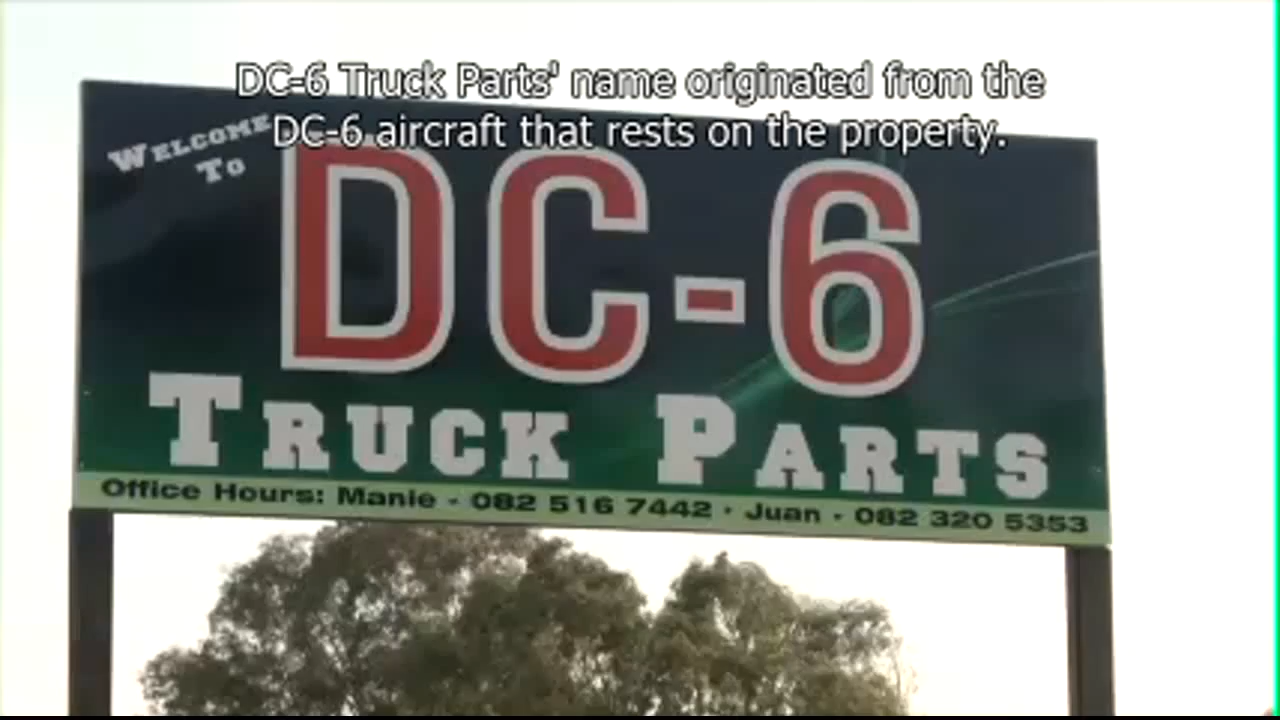 DC-6 Truck Parts' name originated from the
DC-6 aircraft that rests on the property.
WELCOME
TO
DC-6
TRUCK PARTS
Office Hours: Manie - 082 516 7442 • Juan - 082 320 5353